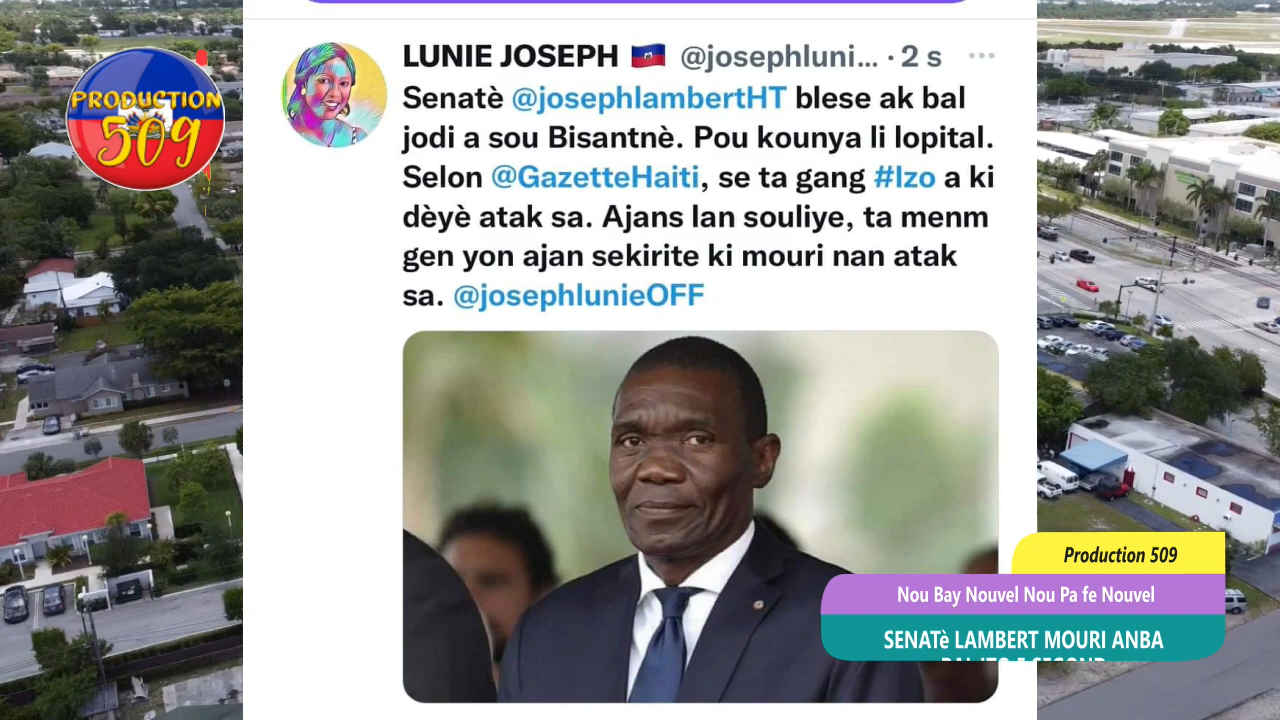 PRODUCTION
509
LUNIE JOSEPH 🇭🇹 @josephluni... · 2 s
Senatè @josephlambertHT blese ak bal
jodi a sou Bisantnè. Pou kounya li lopital.
Selon @GazetteHaiti, se ta gang #Izo a ki
dèyè atak sa. Ajans lan souliye, ta menm
gen yon ajan sekirite ki mouri nan atak
sa. @josephlunieOFF
Production 509
Nou Bay Nouvel Nou Pa fe Nouvel
SENATè LAMBERT MOURI ANBA